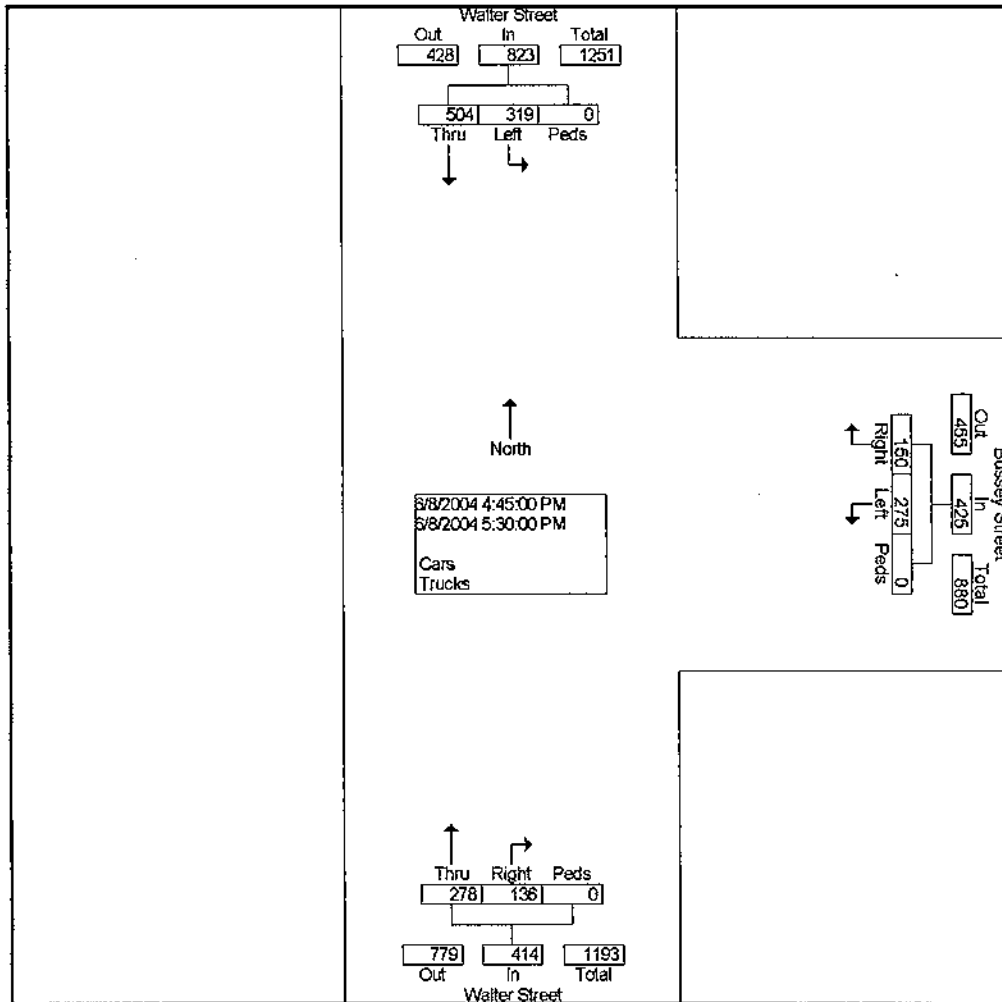 Walter Street
Out In Total
428 823 1251
504 319 0
Thru Left Peds
North
6/8/2004 4:45:00 PM
6/8/2004 5:30:00 PM
Cars
Trucks
Bussey Street
Out In Total
455 425 880
150 275 0
Right Left Peds
Thru Right Peds
278 136 0
779 414 1193
Out In Total
Walter Street